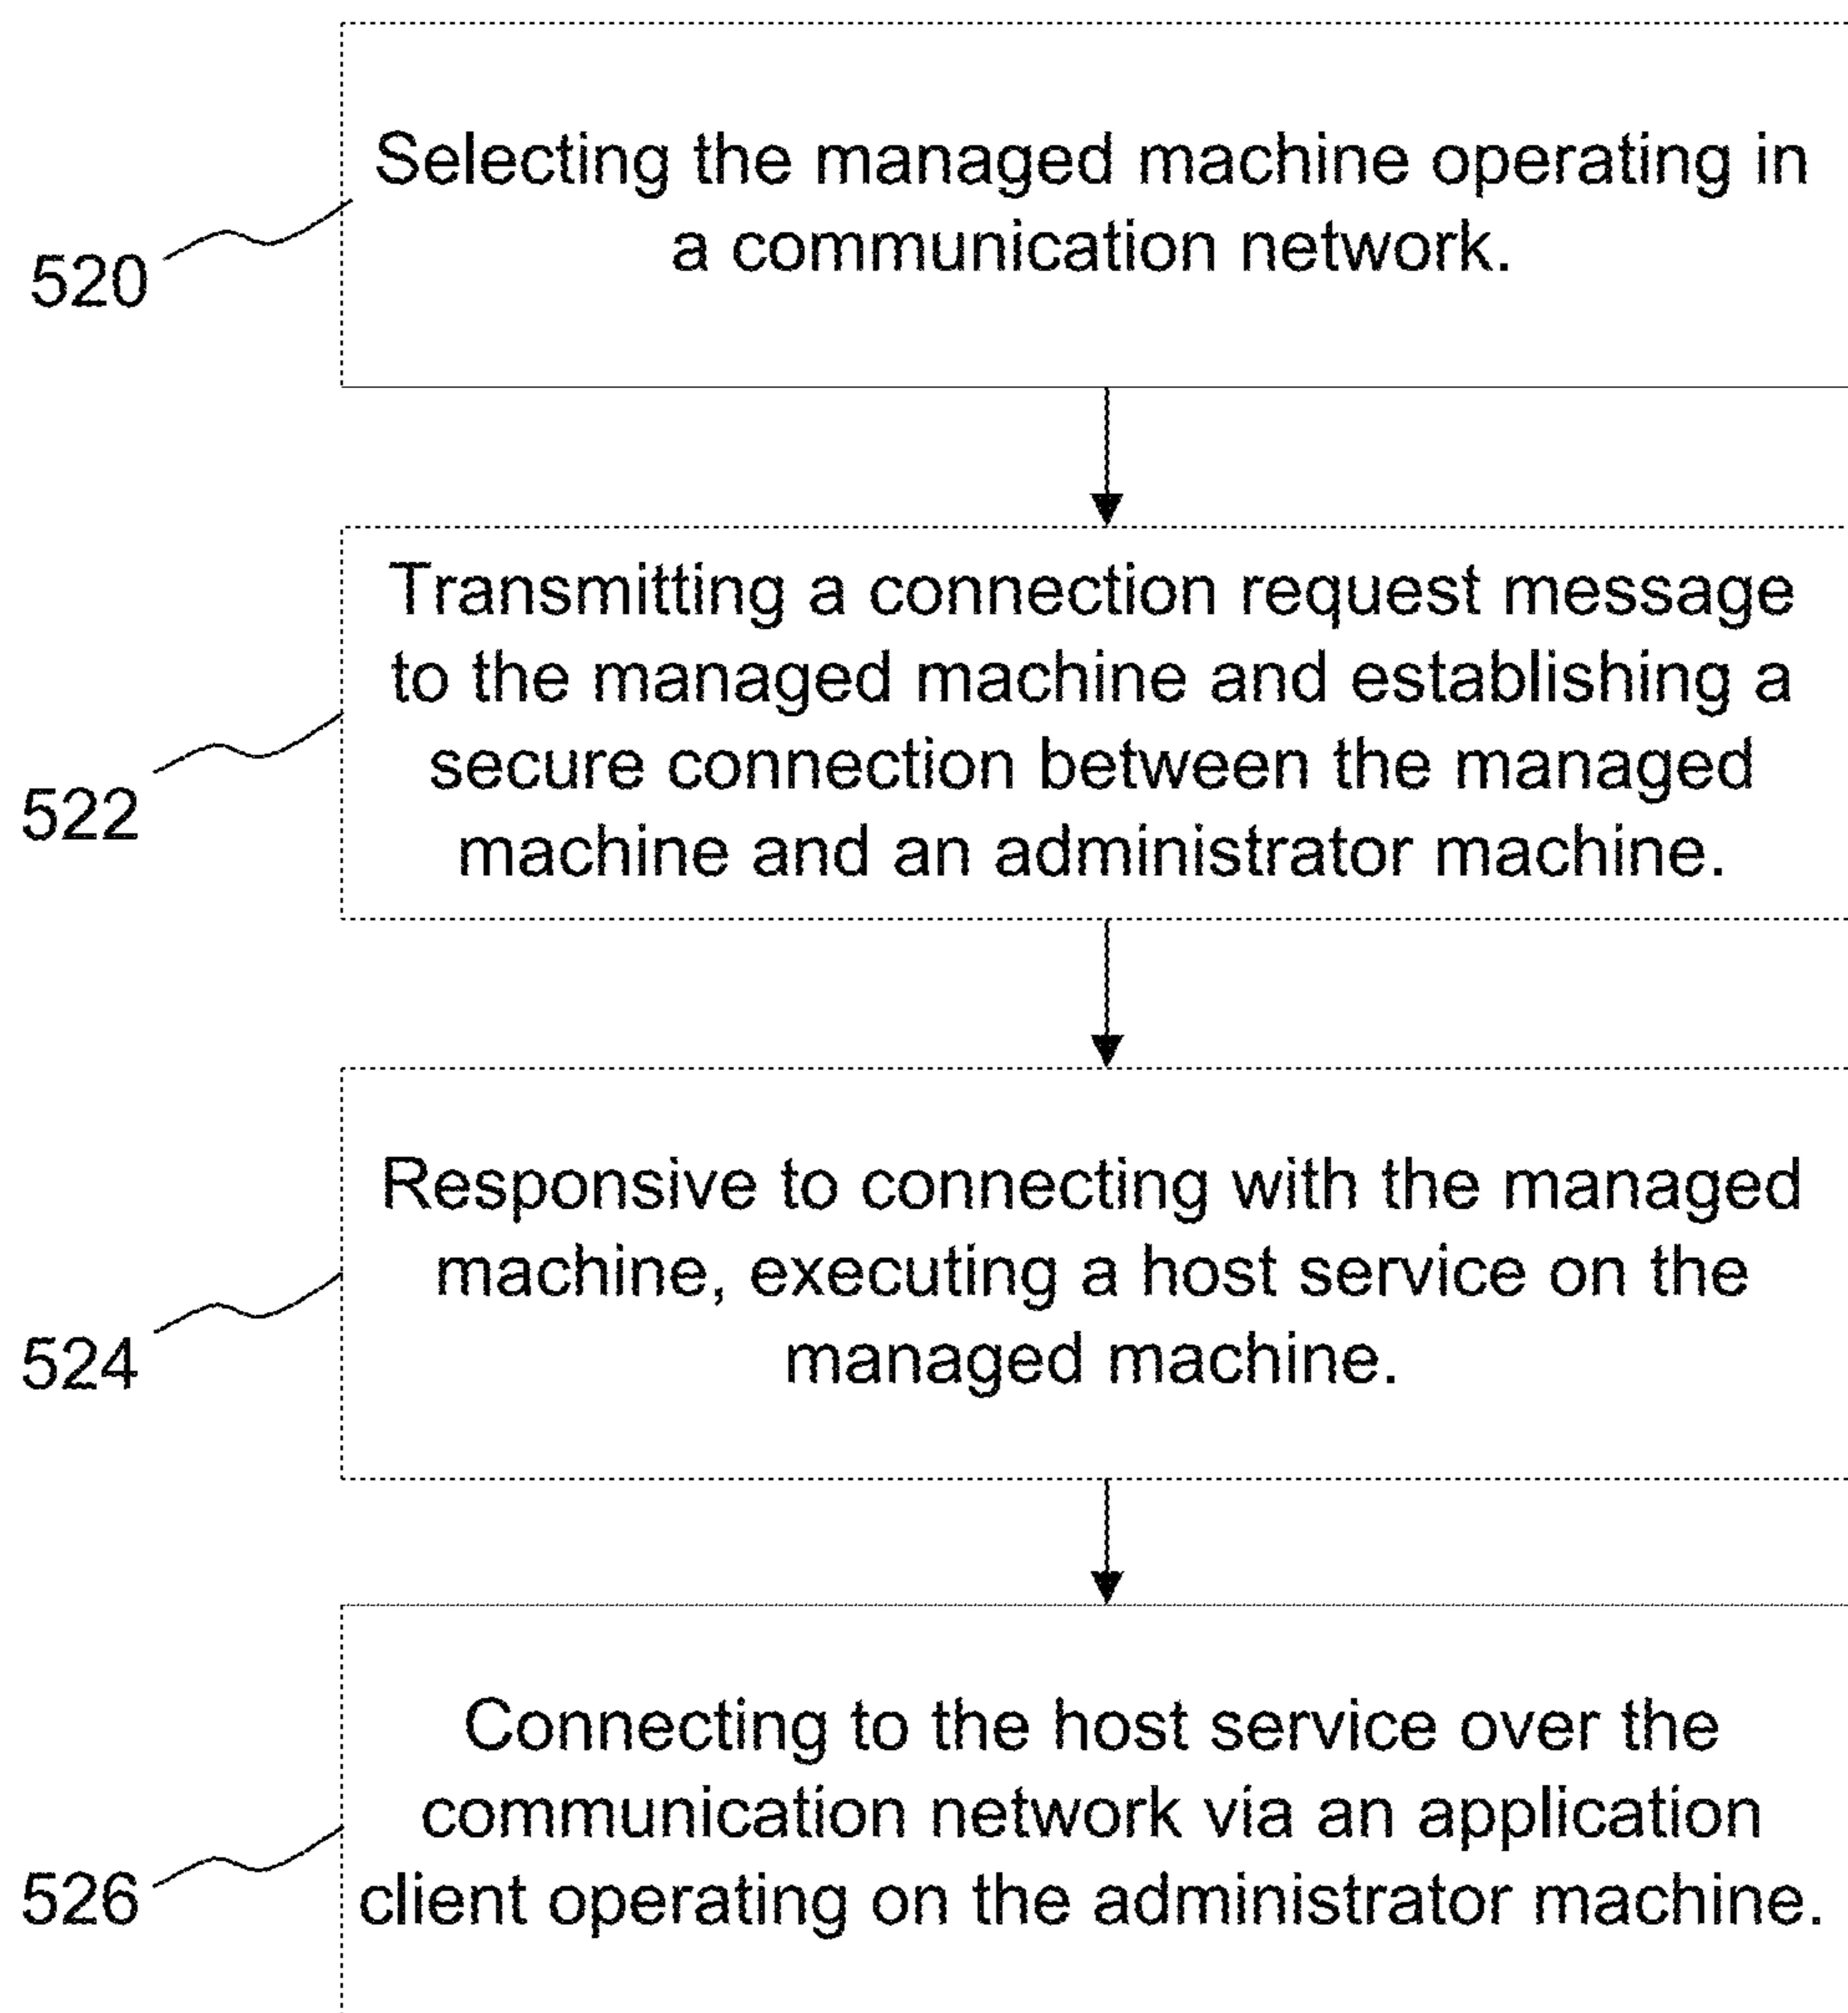 Selecting the managed machine operating in
a communication network.
520
Transmitting a connection request message
to the managed machine and establishing a
secure connection between the managed
machine and an administrator machine.
522
Responsive to connecting with the managed
machine, executing a host service on the
managed machine.
524
Connecting to the host service over the
communication network via an application
client operating on the administrator machine.
526